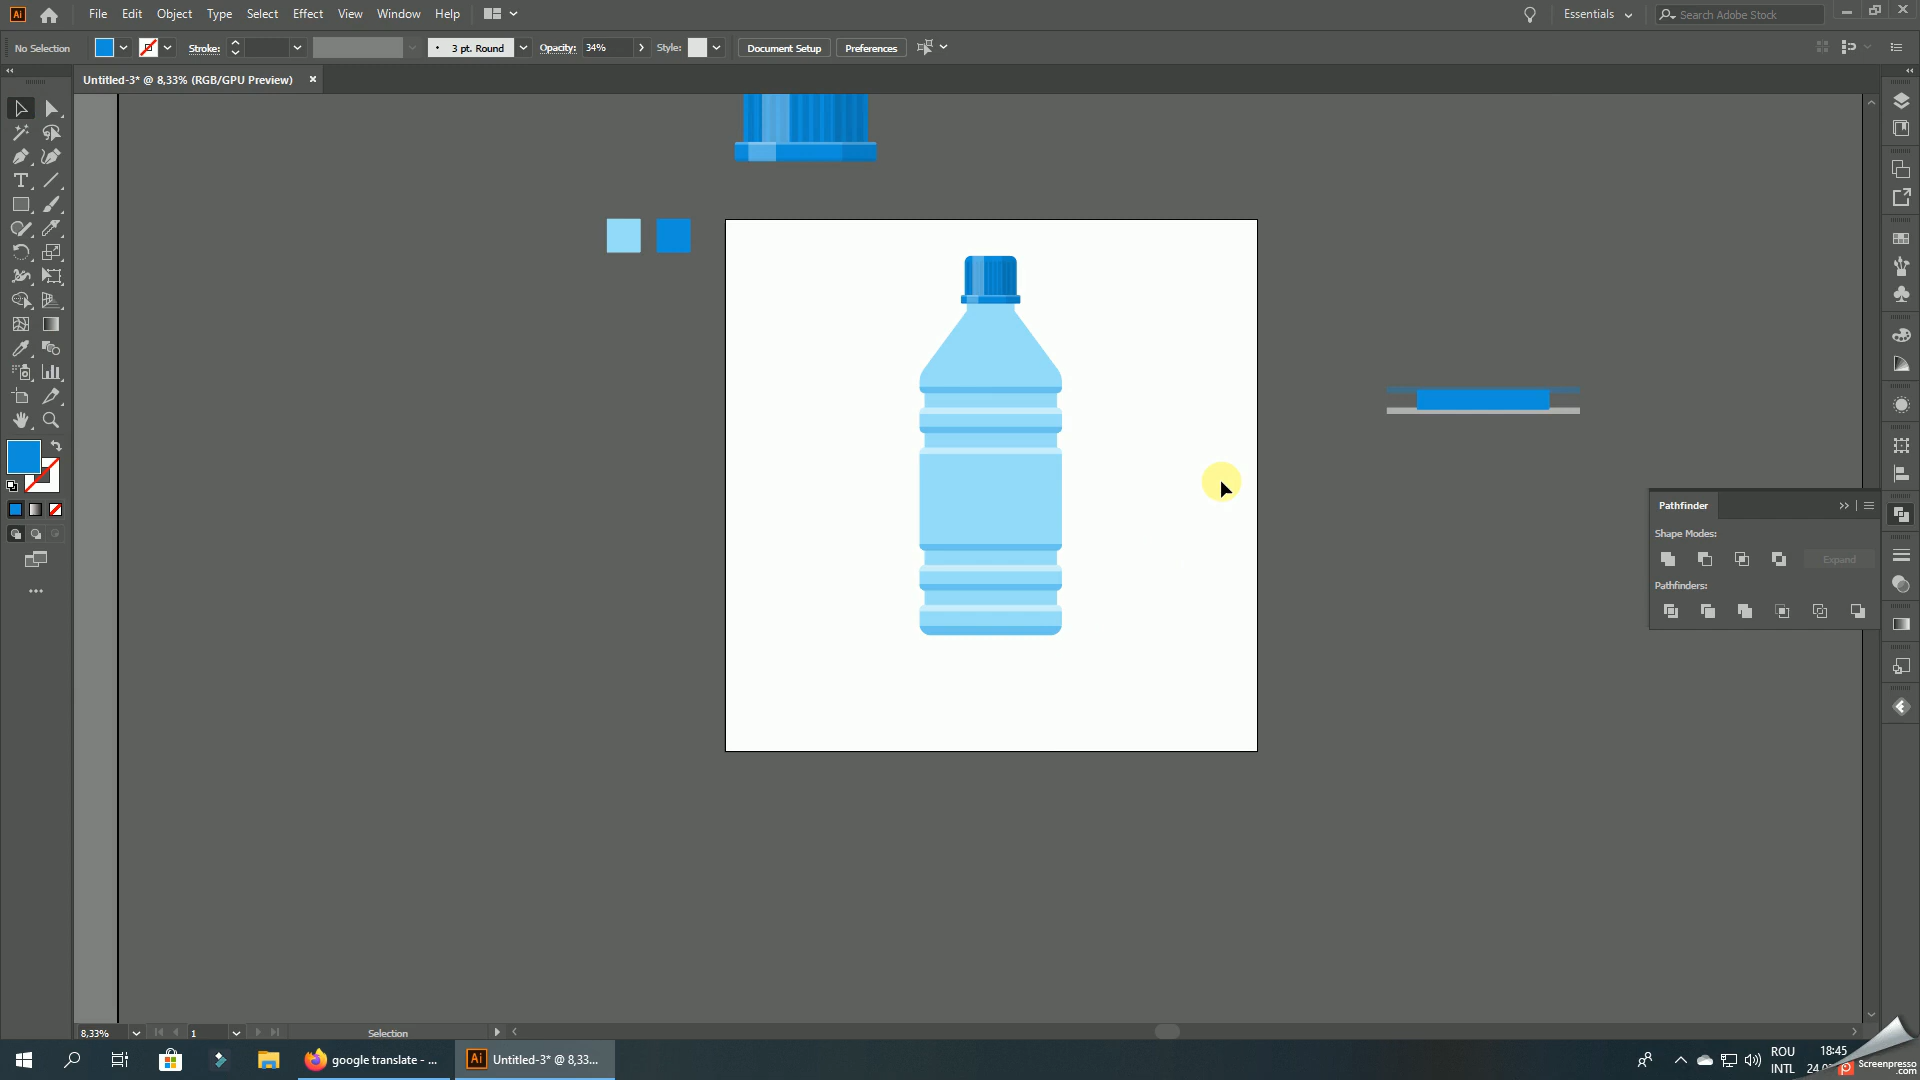 Ai File Edit Object Type Select Effect View Window Help Essentials Search Adobe Stock
No Selection Stroke: 3 pt. Round Opacity: 34% Style: Document Setup Preferences
Untitled-3* @ 8,33% (RGB/GPU Preview) ×
Pathfinder
Shape Modes:
Expand
Pathfinders:
8,33% 1 Selection
google translate - ... Ai Untitled-3* @ 8,33... ROU 18:45
INTL
Screenpresso
.com